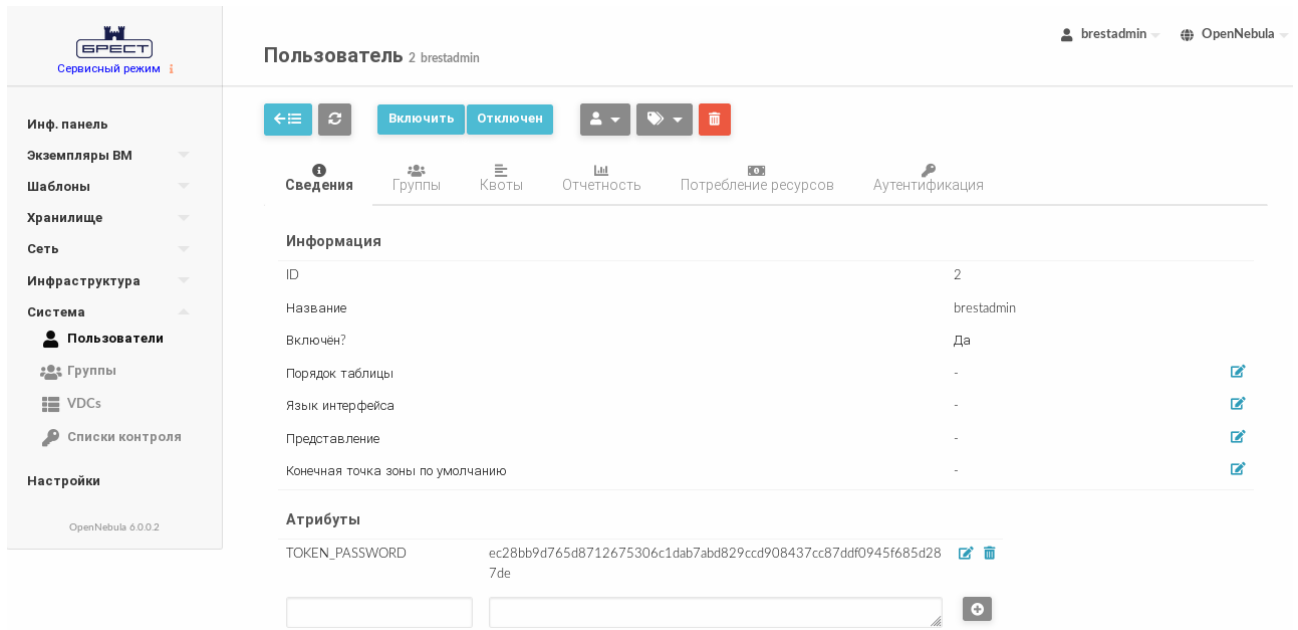 БРЕСТ
Сервисный режим
Пользователь 2 brestadmin
brestadmin
OpenNebula
Инф. панель
Экземпляры ВМ
Шаблоны
Хранилище
Сеть
Инфраструктура
Система
Пользователи
Группы
VDCs
Списки контроля
Настройки
OpenNebula 6.0.0.2
Включить Отключен
Сведения Группы Квоты Отчетность Потребление ресурсов Аутентификация
Информация
ID 2
Название brestadmin
Включён? Да
Порядок таблицы -
Язык интерфейса -
Представление -
Конечная точка зоны по умолчанию -
Атрибуты
TOKEN_PASSWORD ec28bb9d765d8712675306c1dab7abd829ccd908437cc87ddf0945f685d28
7de